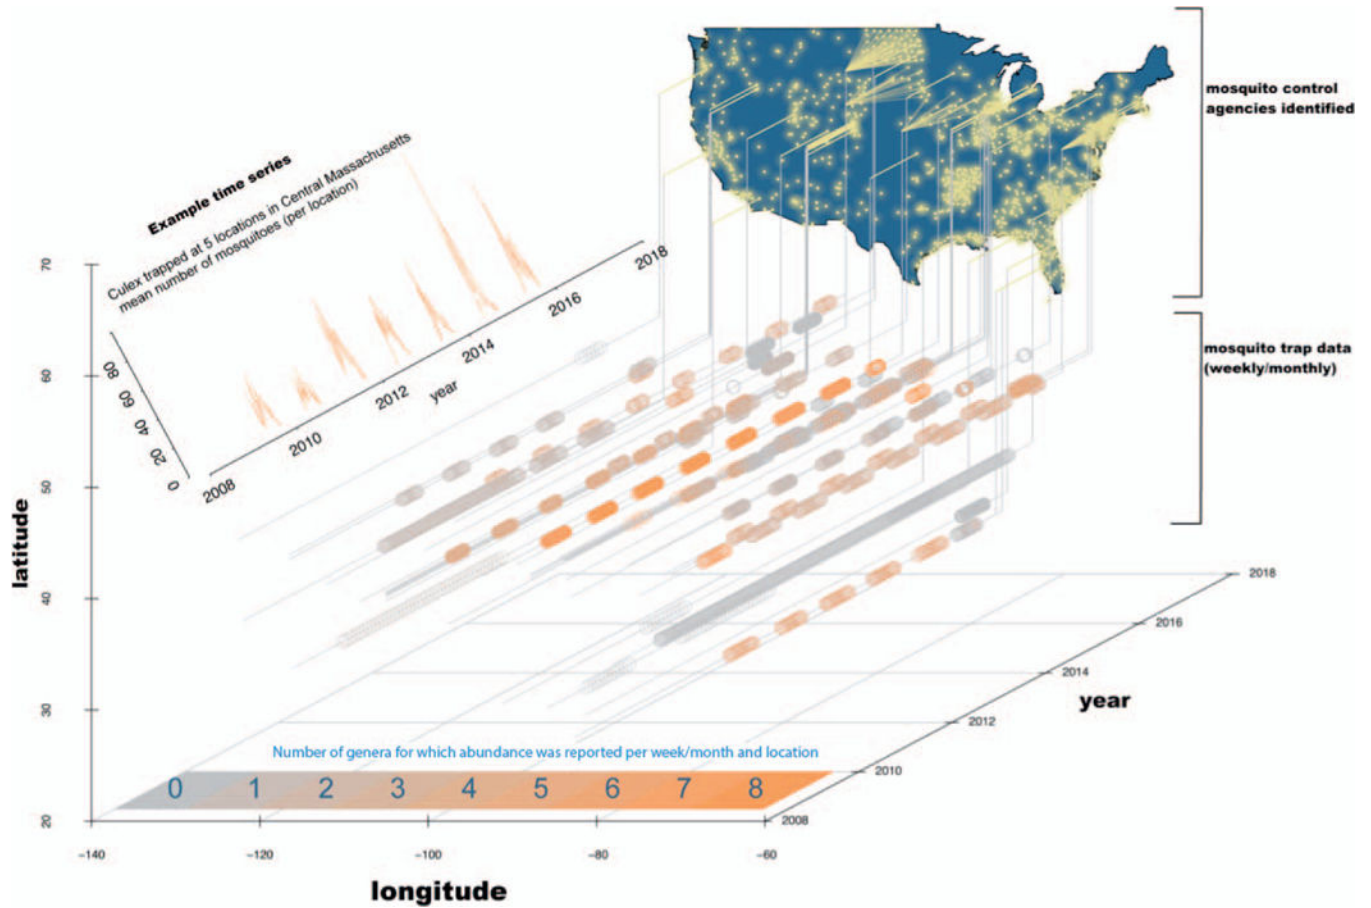 mosquito control
agencies identified
Example time series
Culex trapped at 5 locations in Central Massachusetts
mean number of mosquitoes (per location)
80
60
40
20
0
2008
2010
2012
2014
2016
2018
year
mosquito trap data
(weekly/monthly)
70
60
50
40
30
20
latitude
2018
2016
2014
2012
2010
2008
year
Number of genera for which abundance was reported per week/month and location
0 1 2 3 4 5 6 7 8
-140 -120 -100 -80 -60
longitude